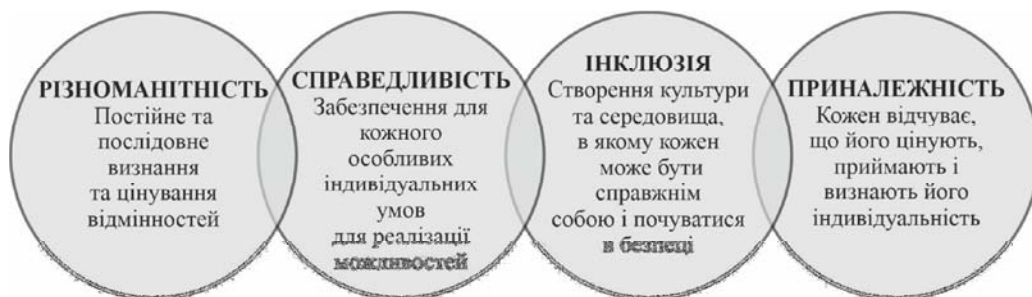 РІЗНОМАНІТНІСТЬ
Постійне та
послідовне
визнання
та цінування
відмінностей
СПРАВЕДЛИВІСТЬ
Забезпечення для
кожного
особливих
індивідуальних
умов
для реалізації
можливостей
ІНКЛЮЗІЯ
Створення культури
та середовища,
в якому кожен
може бути
справжнім
собою і почуватися
в безпеці
ПРИНАЛЕЖНІСТЬ
Кожен відчуває,
що його цінують,
приймають і
визнають його
індивідуальність